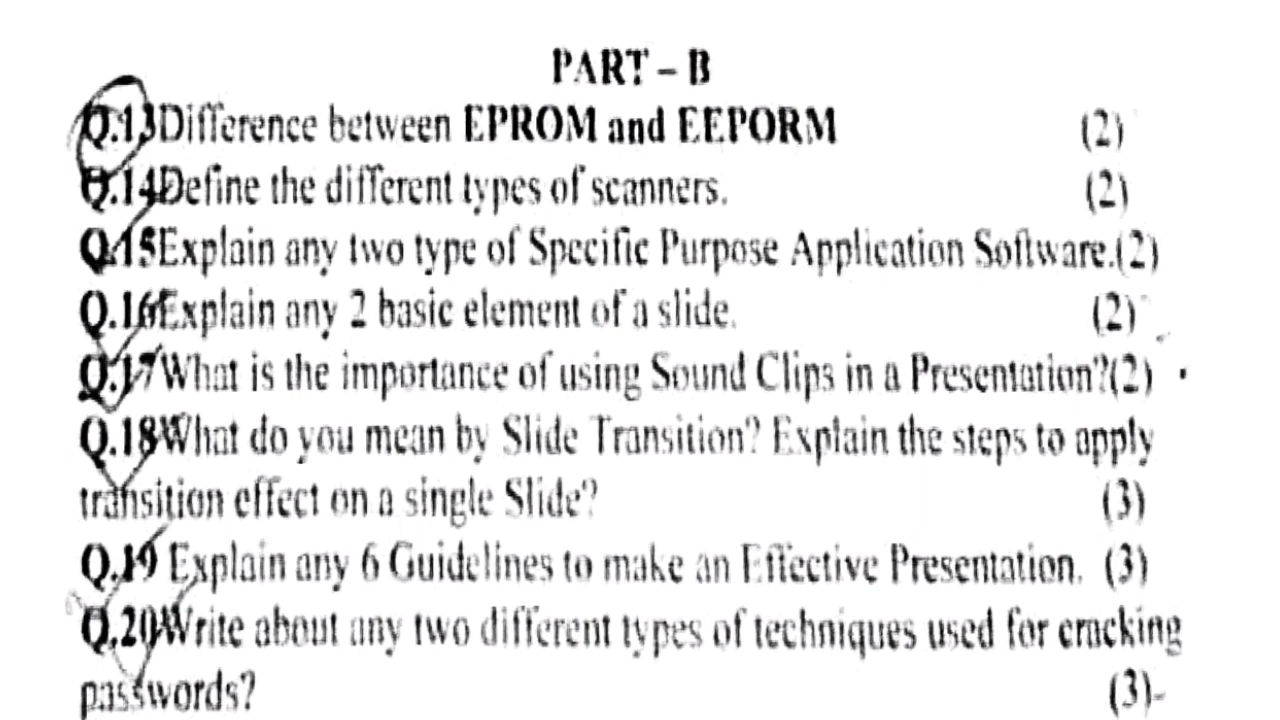 PART – B
Q.13Difference between EPROM and EEPORM (2)
Q.14Define the different types of scanners. (2)
Q.15Explain any two type of Specific Purpose Application Software.(2)
Q.16Explain any 2 basic element of a slide. (2)
Q.17What is the importance of using Sound Clips in a Presentation?(2)
Q.18What do you mean by Slide Transition? Explain the steps to apply
transition effect on a single Slide? (3)
Q.19 Explain any 6 Guidelines to make an Effective Presentation. (3)
Q.20Write about any two different types of techniques used for cracking
passwords? (3)